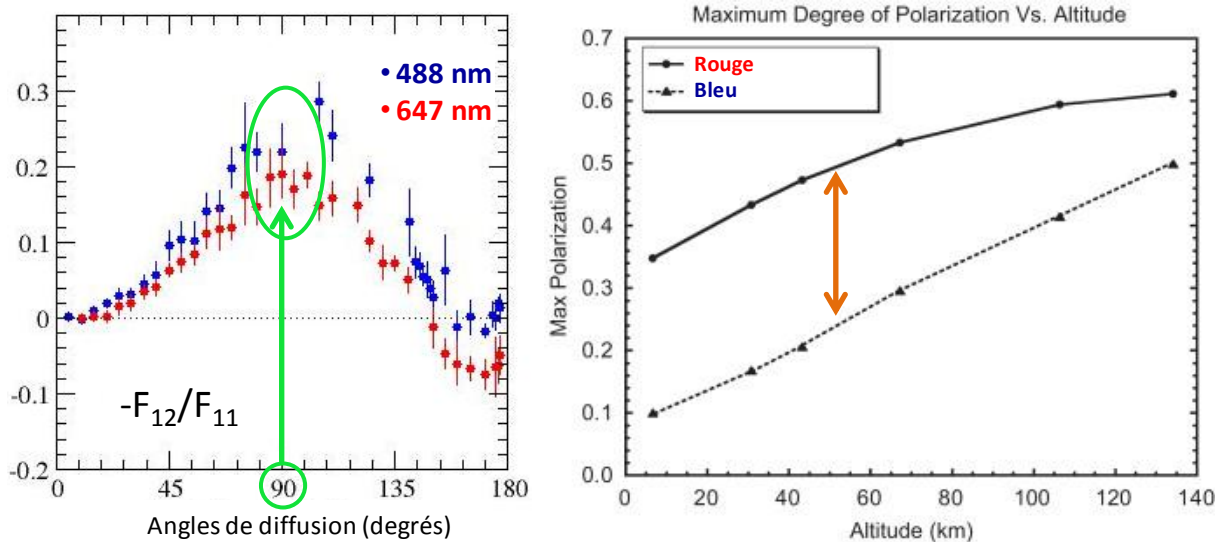 • 488 nm
• 647 nm
0.3
0.2
0.1
0
-0.1
-0.2
-F12/F11
0 45 90 135 180
Angles de diffusion (degrés)
Maximum Degree of Polarization Vs. Altitude
Rouge
Bleu
0.7
0.6
0.5
0.4
0.3
0.2
0.1
0.0
Max Polarization
0 20 40 60 80 100 120 140
Altitude (km)